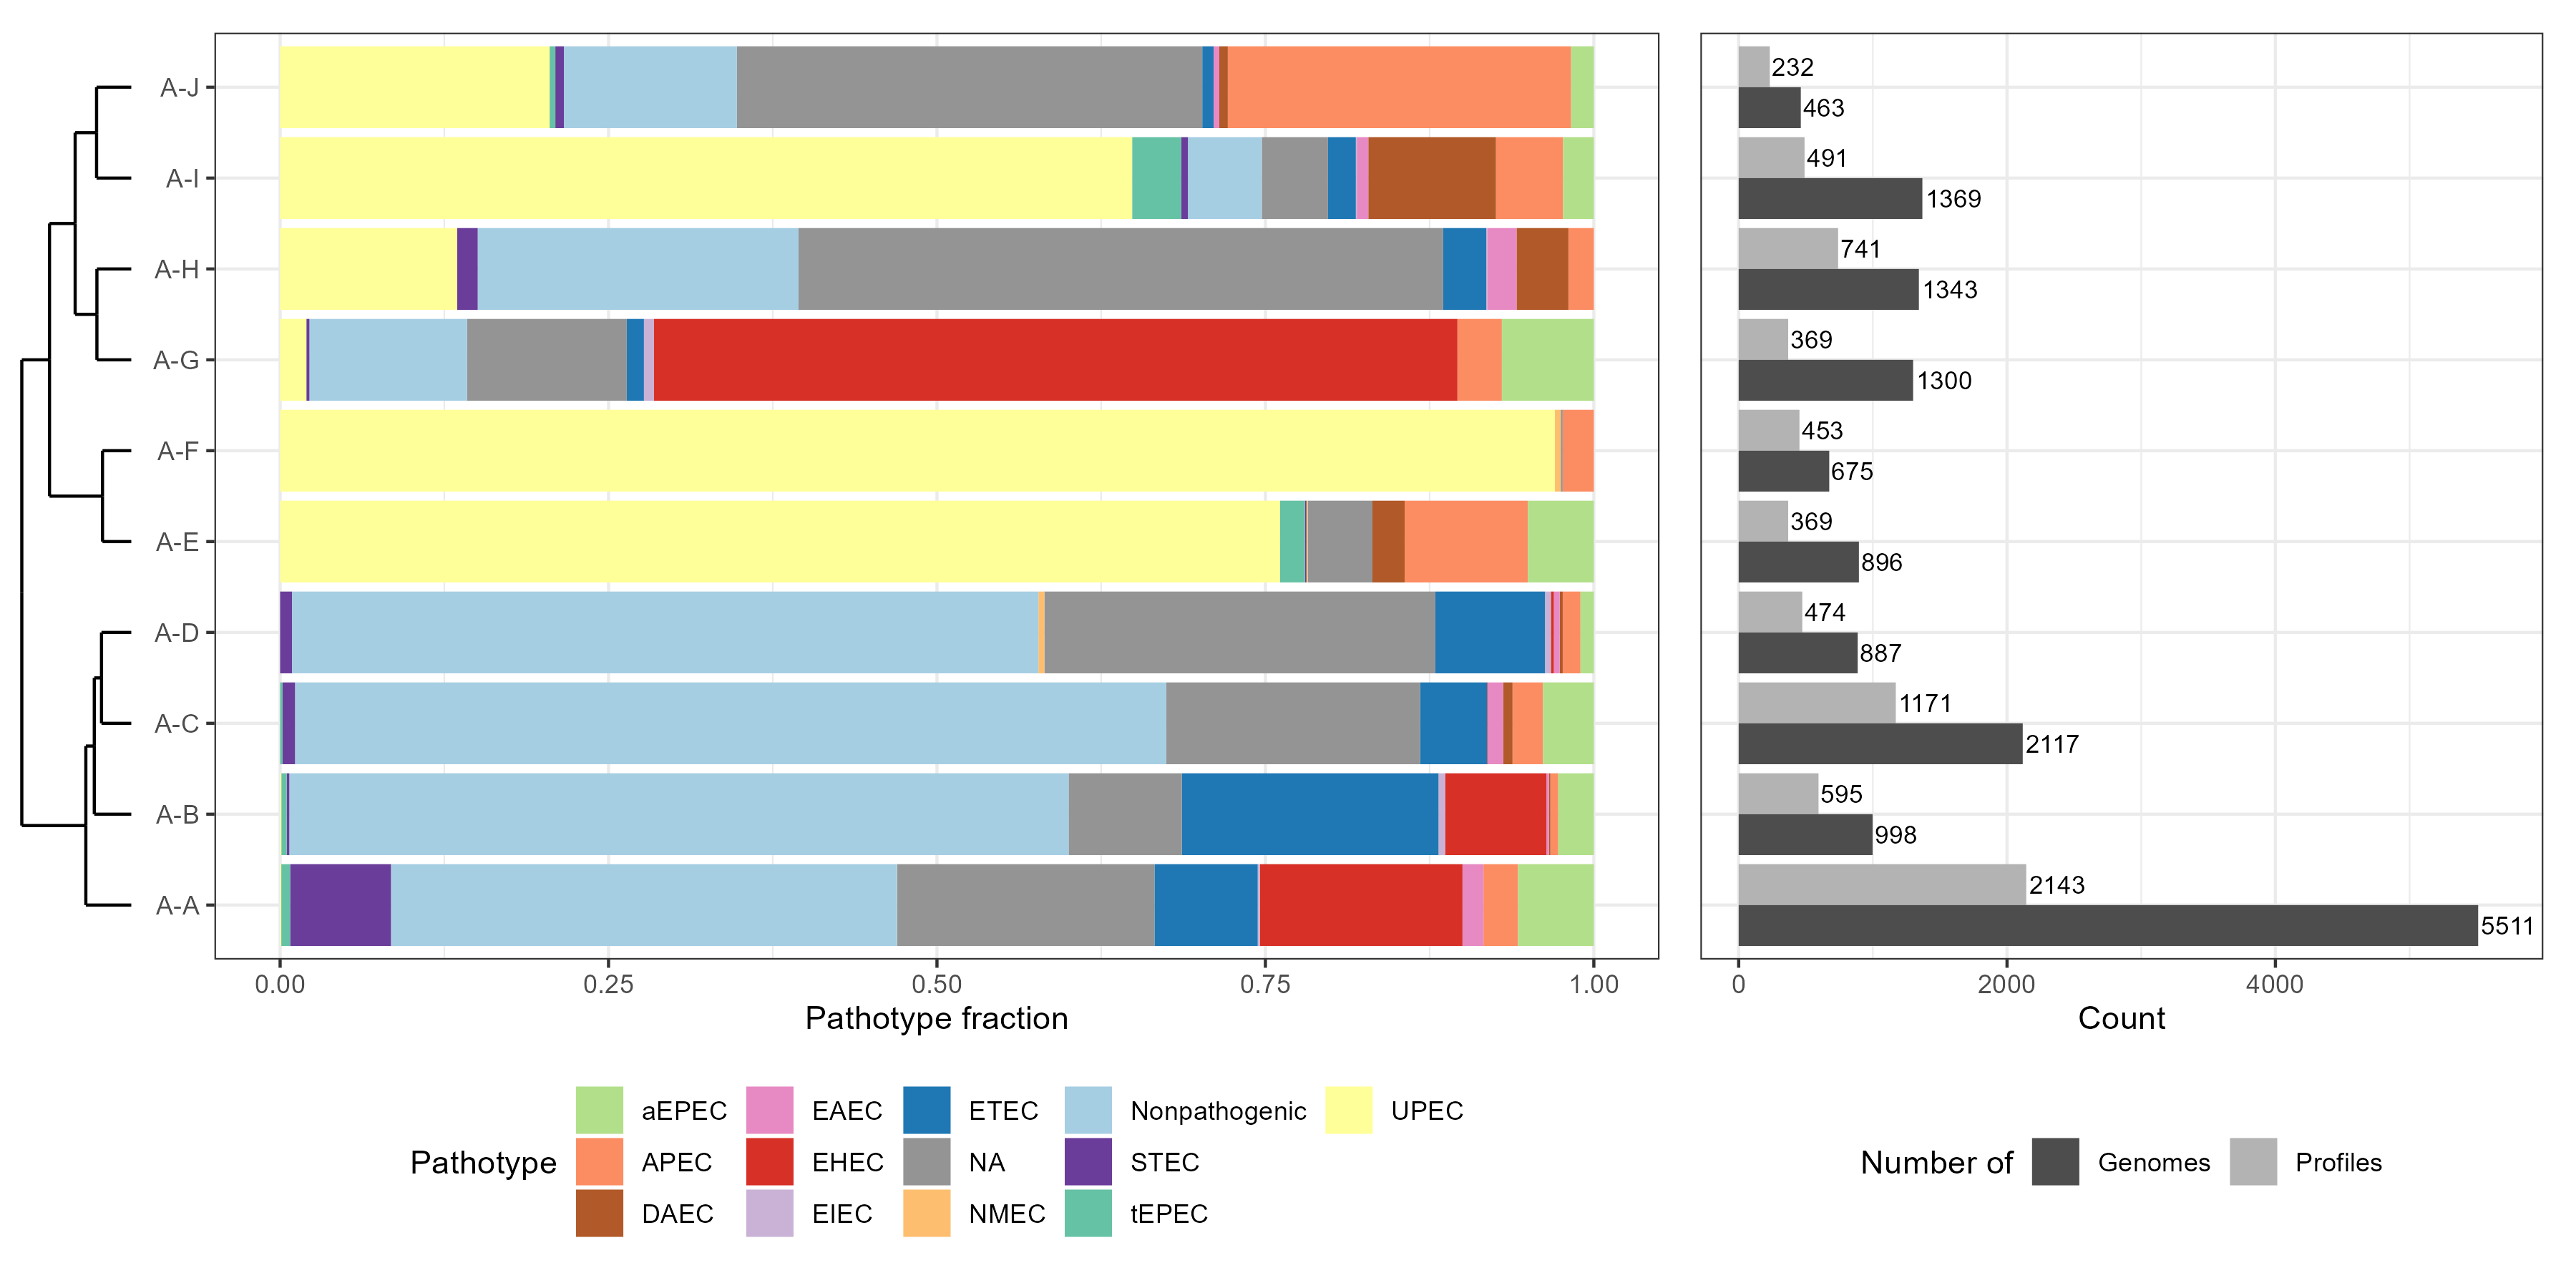 A-J
A-I
A-H
A-G
A-F
A-E
A-D
A-C
A-B
A-A
0.00 0.25 0.50 0.75 1.00
Pathotype fraction
232
463
491
1369
741
1343
369
1300
453
675
369
896
474
887
1171
2117
595
998
2143
5511
0 2000 4000
Count
Pathotype
aEPEC EAEC ETEC Nonpathogenic UPEC
APEC EHEC NA STEC
DAEC EIEC NMEC tEPEC
Number of Genomes Profiles